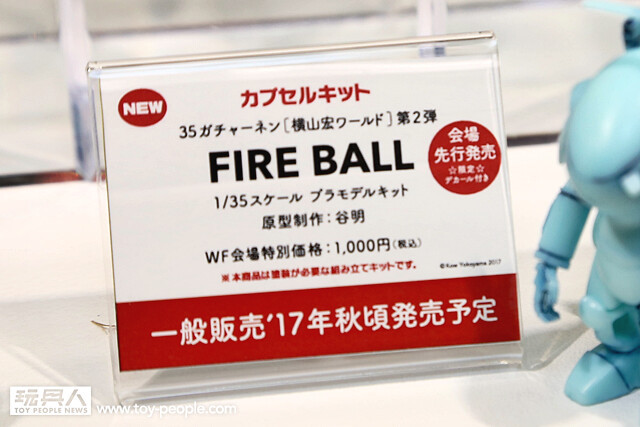 NEW
カプセルキット
35ガチャーネン[横山宏ワールド]第2弾
FIRE BALL
会場
先行発売
☆限定☆
デカール付き
1/35スケール プラモデルキット
原型制作:谷明
WF会場特別価格:1,000円(税込)
※本商品は塗装が必要な組み立てキットです。
©Kow Yokoyama 2017
一般販売'17年秋頃発売予定
玩具人
TOY PEOPLE NEWS
www.toy-people.com